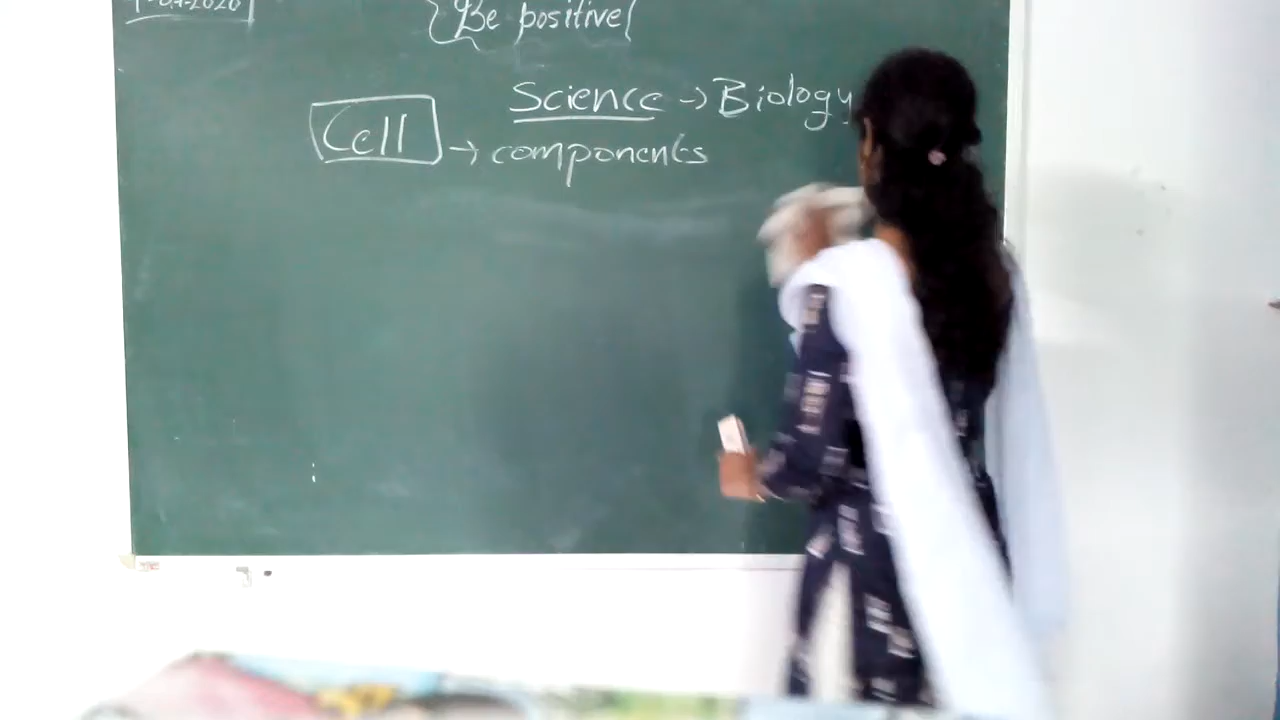 Be positive
Science → Biology
Cell → components